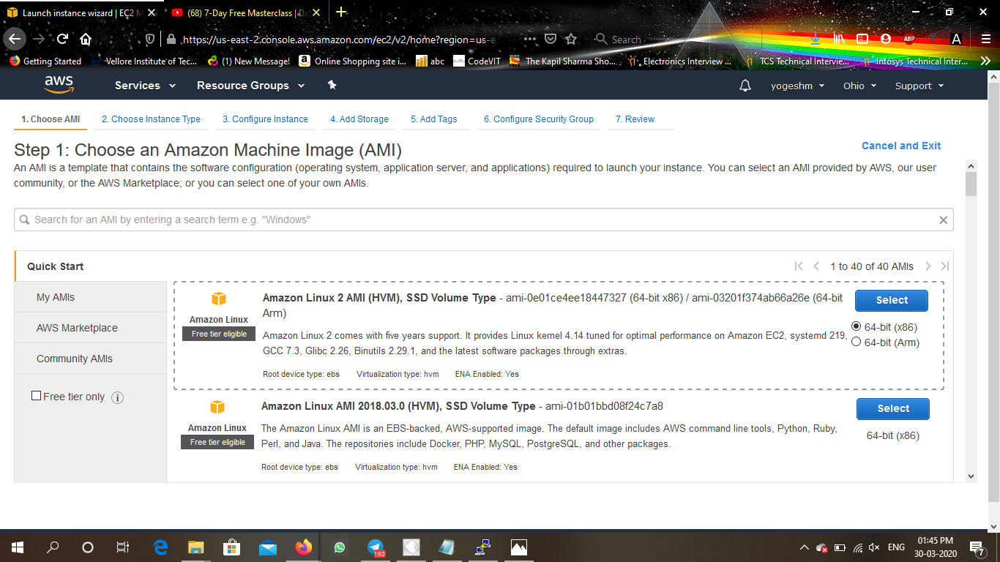 Launch instance wizard | EC2 M
(68) 7-Day Free Masterclass | Da
https://us-east-2.console.aws.amazon.com/ec2/v2/home?region=us-e
Search
ABP
A
Getting Started
Vellore Institute of Tec...
(1) New Message!
a
Online Shopping site i...
abc
CodeVIT
The Kapil Sharma Sho...
Electronics Interview ...
TCS Technical Intervie...
Infosys Technical Inter...
aws
Services
Resource Groups
yogeshm
Ohio
Support
1. Choose AMI
2. Choose Instance Type
3. Configure Instance
4. Add Storage
5. Add Tags
6. Configure Security Group
7. Review
Step 1: Choose an Amazon Machine Image (AMI)
Cancel and Exit
An AMI is a template that contains the software configuration (operating system, application server, and applications) required to launch your instance. You can select an AMI provided by AWS, our user
community, or the AWS Marketplace; or you can select one of your own AMIs.
Search for an AMI by entering a search term e.g. "Windows"
Quick Start
My AMIs
AWS Marketplace
Community AMIs
Free tier only
1 to 40 of 40 AMIs
Amazon Linux
Free tier eligible
Amazon Linux 2 AMI (HVM), SSD Volume Type - ami-0e01ce4ee18447327 (64-bit x86) / ami-03201f374ab66a26e (64-bit
Arm)
Amazon Linux 2 comes with five years support. It provides Linux kernel 4.14 tuned for optimal performance on Amazon EC2, systemd 219,
GCC 7.3, Glibc 2.26, Binutils 2.29.1, and the latest software packages through extras.
Root device type: ebs
Virtualization type: hvm
ENA Enabled: Yes
Select
64-bit (x86)
64-bit (Arm)
Amazon Linux
Free tier eligible
Amazon Linux AMI 2018.03.0 (HVM), SSD Volume Type - ami-01b01bbd08f24c7a8
The Amazon Linux AMI is an EBS-backed, AWS-supported image. The default image includes AWS command line tools, Python, Ruby,
Perl, and Java. The repositories include Docker, PHP, MySQL, PostgreSQL, and other packages.
Root device type: ebs
Virtualization type: hvm
ENA Enabled: Yes
Select
64-bit (x86)
190
ENG
01:45 PM
30-03-2020
7